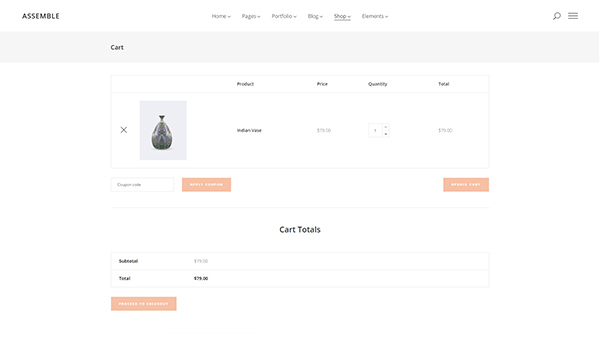 ASSEMBLE Home Pages Portfolio Blog Shop Elements
Cart
Product Price Quantity Total
Indian Vase $79.00 1 $79.00
Coupon code APPLY COUPON UPDATE CART
Cart Totals
Subtotal $79.00
Total $79.00
PROCEED TO CHECKOUT